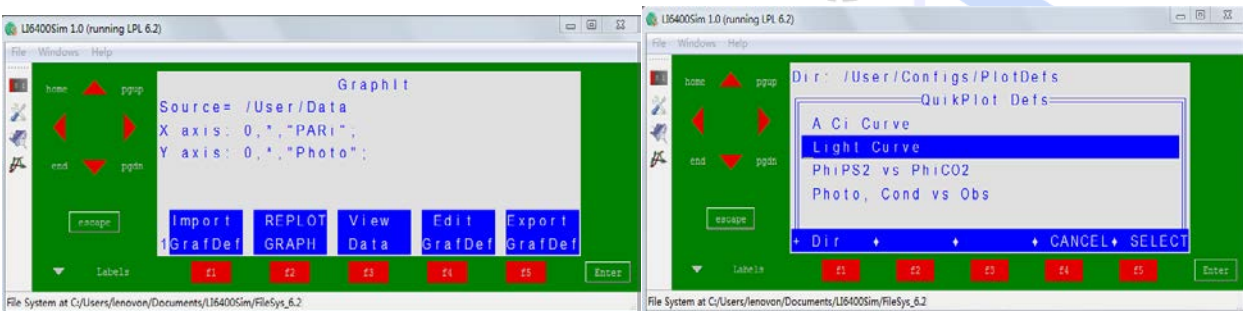 LI6400Sim 1.0 (running LPL 6.2)
File Windows Help
home pgup
end pgdn
escape
GraphIt
Source= /User/Data
X axis: 0,*,"PARi";
Y axis: 0,*,"Photo";
Import REPLOT View Edit Export
1GrafDef GRAPH Data GrafDef GrafDef
Labels f1 f2 f3 f4 f5 Enter
File System at C:/Users/lenovon/Documents/LI6400Sim/FileSys_6.2
LI6400Sim 1.0 (running LPL 6.2)
File Windows Help
home pgup
end pgdn
escape
Dir: /User/Configs/PlotDefs
QuikPlot Defs
A Ci Curve
Light Curve
PhiPS2 vs PhiCO2
Photo, Cond vs Obs
+ Dir CANCEL SELECT
Labels f1 f2 f3 f4 f5 Enter
File System at C:/Users/lenovon/Documents/LI6400Sim/FileSys_6.2